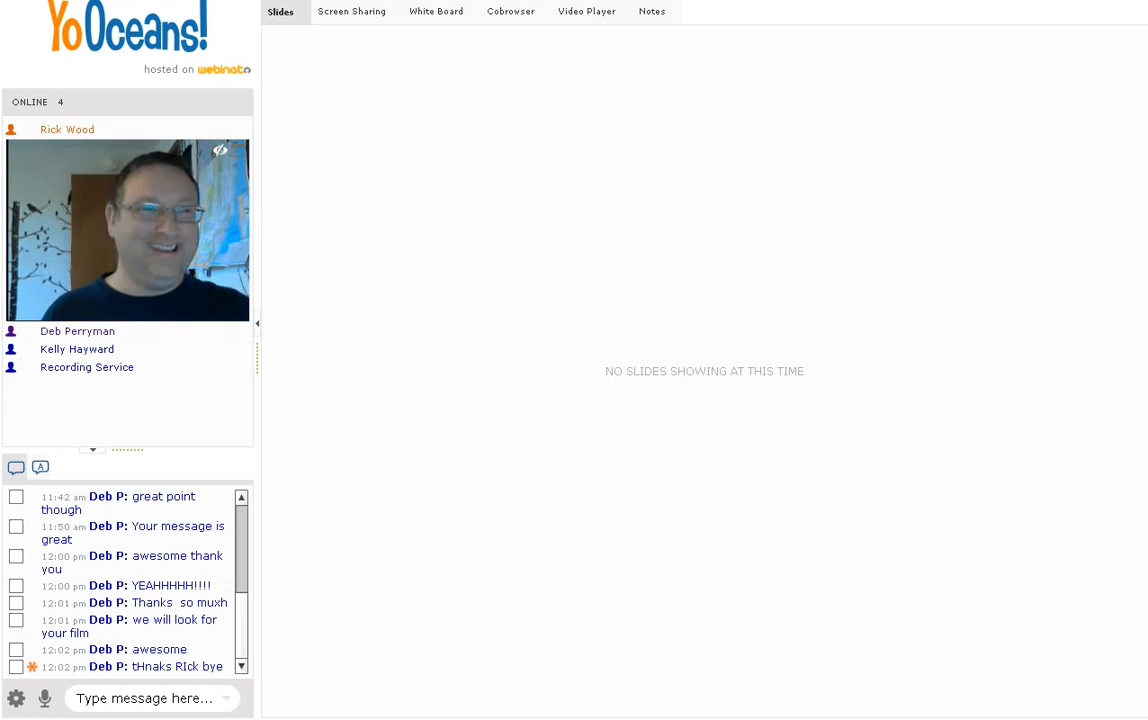 YoOceans!
hosted on webinato
ONLINE 4
Rick Wood
Deb Perryman
Kelly Hayward
Recording Service
A
11:42 am Deb P: great point
though
11:50 am Deb P: Your message is
great
12:00 pm Deb P: awesome thank
you
12:00 pm Deb P: YEAHHHHH!!!!
12:01 pm Deb P: Thanks so muxh
12:01 pm Deb P: we will look for
your film
12:02 pm Deb P: awesome
12:02 pm Deb P: tHnaks RIck bye
Type message here...
Slides Screen Sharing White Board Cobrowser Video Player Notes
NO SLIDES SHOWING AT THIS TIME